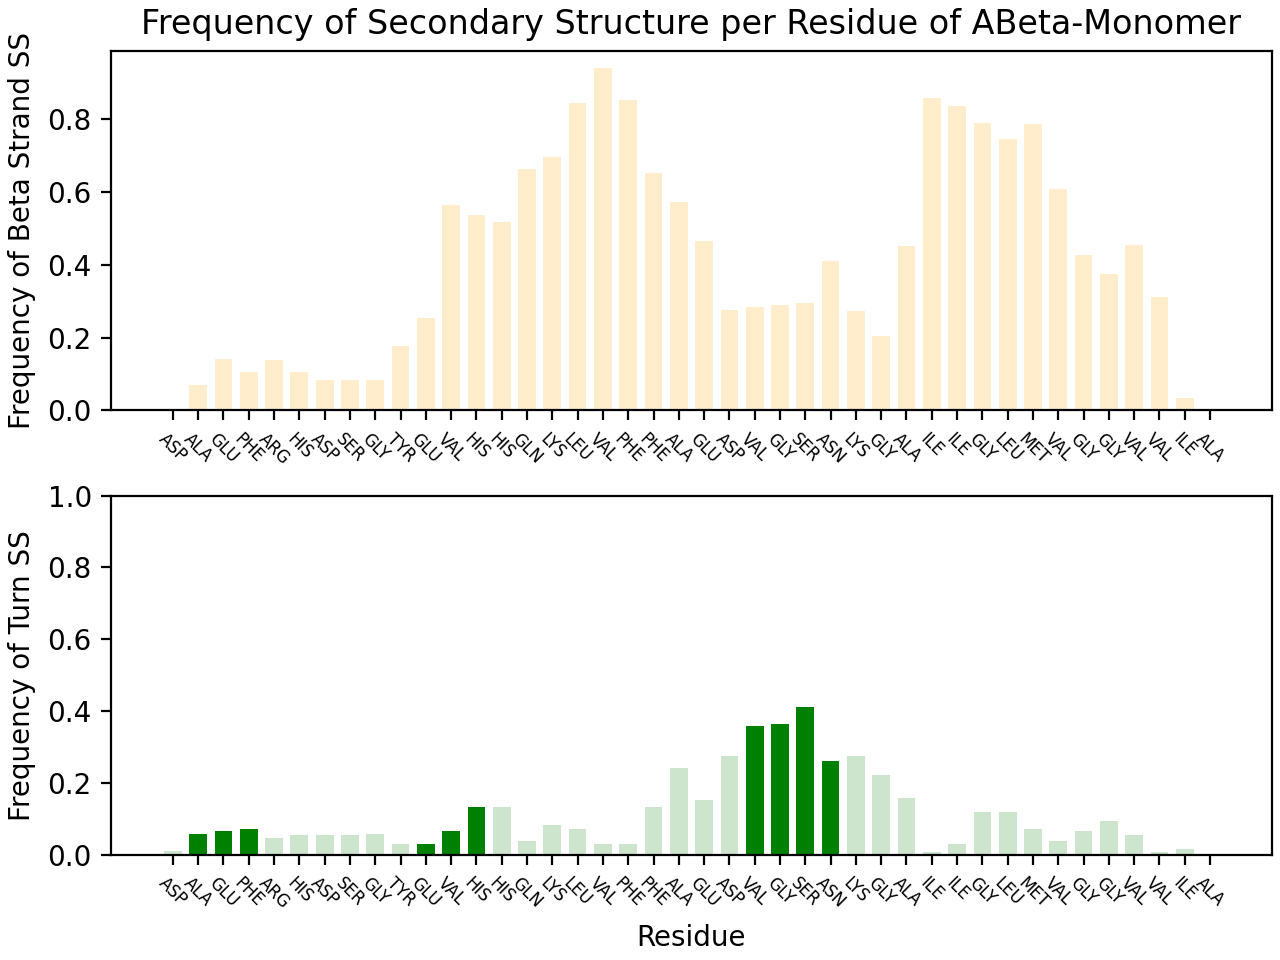 Frequency of Secondary Structure per Residue of ABeta-Monomer
Frequency of Beta Strand SS
0.8
0.6
0.4
0.2
0.0
ASP ALA GLU PHE ARG HIS ASP SER GLY TYR GLU VAL HIS HIS GLN LYS LEU VAL PHE PHE ALA GLU ASP VAL GLY SER ASN LYS GLY ALA ILE ILE GLY LEU MET VAL GLY GLY VAL VAL ILE ALA
Frequency of Turn SS
1.0
0.8
0.6
0.4
0.2
0.0
ASP ALA GLU PHE ARG HIS ASP SER GLY TYR GLU VAL HIS HIS GLN LYS LEU VAL PHE PHE ALA GLU ASP VAL GLY SER ASN LYS GLY ALA ILE ILE GLY LEU MET VAL GLY GLY VAL VAL ILE ALA
Residue